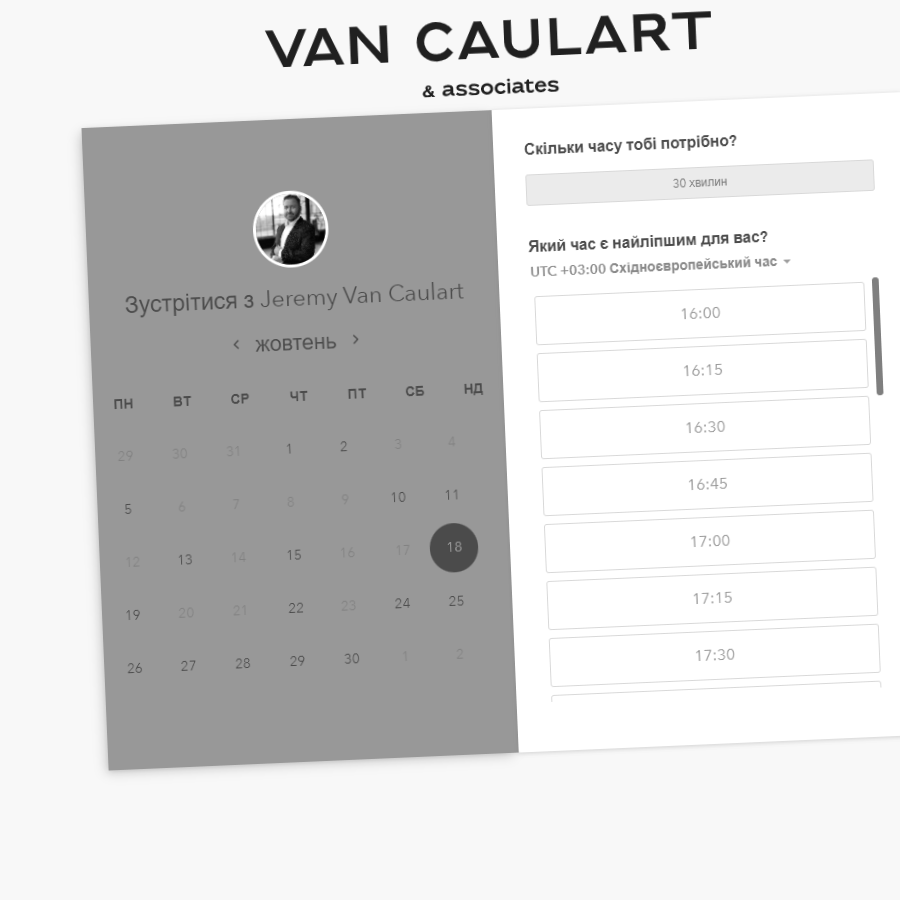 VAN CAULART
& associates
Зустрітися з Jeremy Van Caulart
жовтень
ПН ВТ СР ЧТ ПТ СБ НД
29 30 31 1 2 3 4
5 6 7 8 9 10 11
12 13 14 15 16 17 18
19 20 21 22 23 24 25
26 27 28 29 30 1 2
Скільки часу тобі потрібно?
30 хвилин
Який час є найліпшим для вас?
UTC +03:00 Східноєвропейський час
16:00
16:15
16:30
16:45
17:00
17:15
17:30